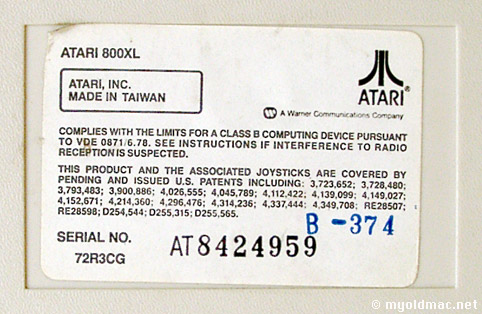 ATARI 800XL
ATARI, INC.
MADE IN TAIWAN
ATARI®
A Warner Communications Company
COMPLIES WITH THE LIMITS FOR A CLASS B COMPUTING DEVICE PURSUANT
TO VDE 0871/6.78. SEE INSTRUCTIONS IF INTERFERENCE TO RADIO
RECEPTION IS SUSPECTED.
THIS PRODUCT AND THE ASSOCIATED JOYSTICKS ARE COVERED BY
PENDING AND ISSUED U.S. PATENTS INCLUDING: 3,723,652; 3,728,480;
3,793,483; 3,900,886; 4,026,555; 4,045,789; 4,112,422; 4,139,099; 4,149,027;
4,152,671; 4,214,360; 4,296,476; 4,314,236; 4,337,444; 4,349,708; RE28507;
RE28598; D254,544; D255,315; D255,565.
B -374
SERIAL NO. AT8424959
72R3CG
© myoldmac.net